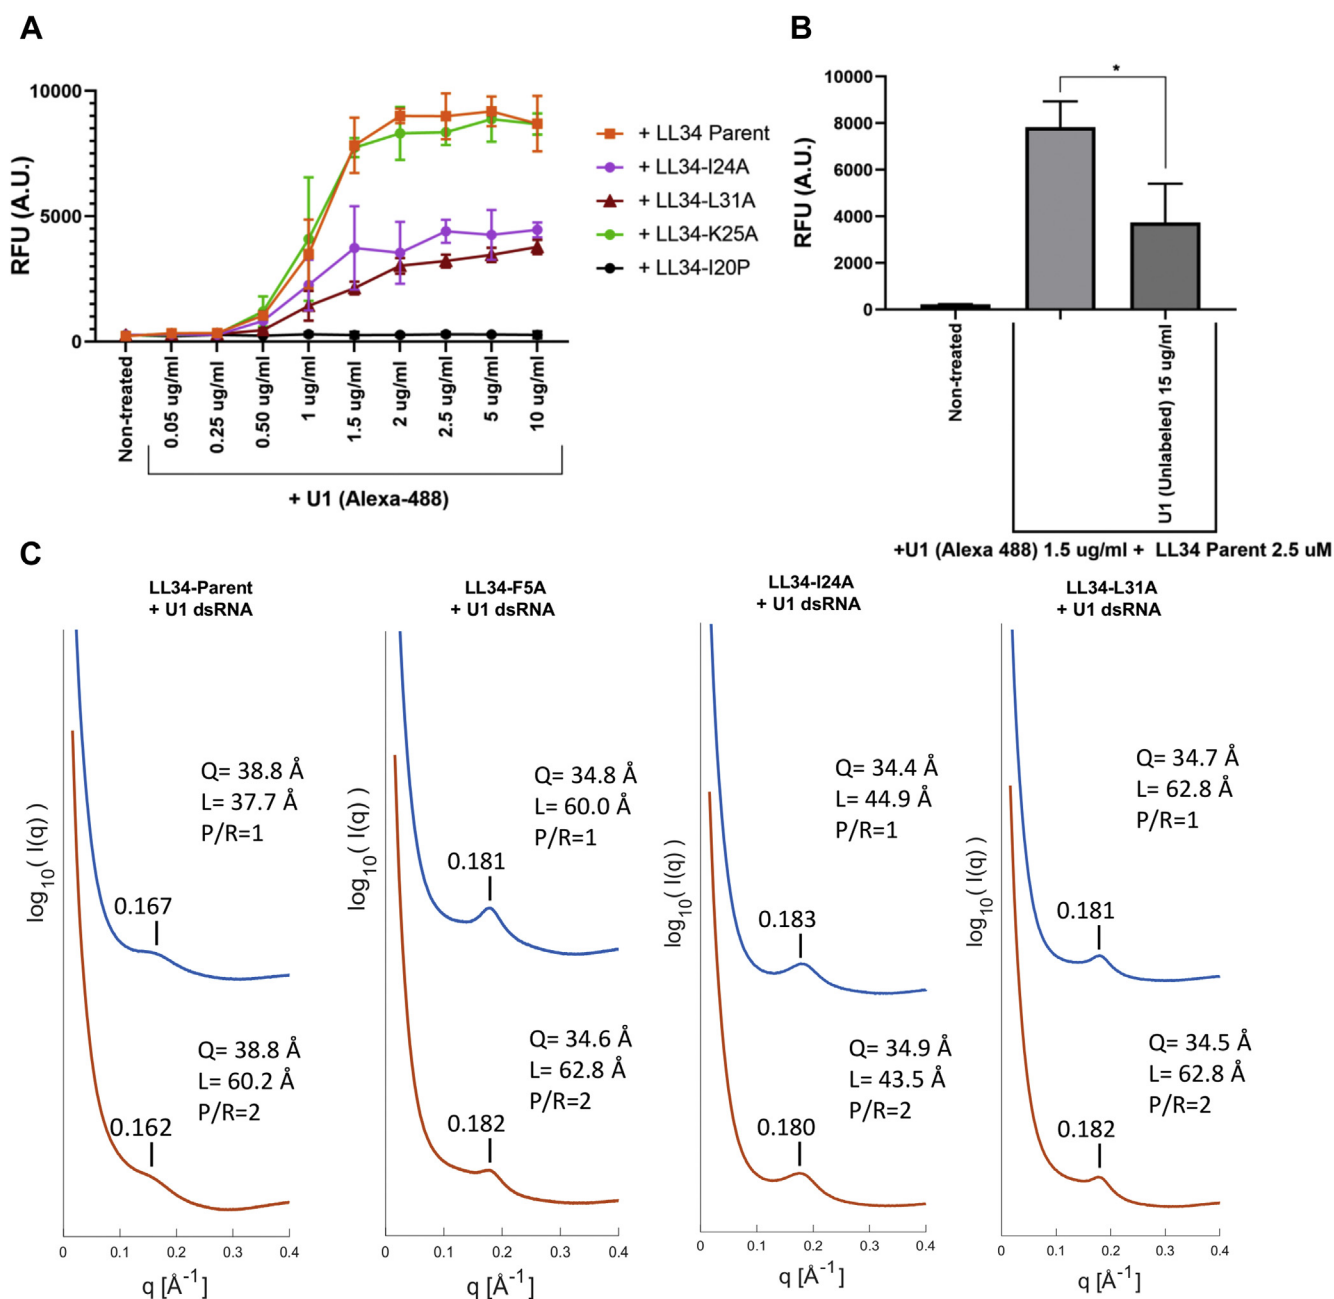 A
10000
5000
0
RFU (A.U.)
Non-treated
0.05 ug/ml
0.25 ug/ml
0.50 ug/ml
1 ug/ml
1.5 ug/ml
2 ug/ml
2.5 ug/ml
5 ug/ml
10 ug/ml
+ U1 (Alexa-488)
+ LL34 Parent
+ LL34-I24A
+ LL34-L31A
+ LL34-K25A
+ LL34-I20P
B
*
10000
8000
6000
4000
2000
0
RFU (A.U.)
Non-treated
U1 (Unlabeled) 15 ug/ml
+U1 (Alexa 488) 1.5 ug/ml + LL34 Parent 2.5 uM
C
LL34-Parent
+ U1 dsRNA
log10( I(q) )
Q= 38.8 Å
L= 37.7 Å
P/R=1
0.167
Q= 38.8 Å
L= 60.2 Å
P/R=2
0.162
0 0.1 0.2 0.3 0.4
q [Å-1]
LL34-F5A
+ U1 dsRNA
log10( I(q) )
Q= 34.8 Å
L= 60.0 Å
P/R=1
0.181
Q= 34.6 Å
L= 62.8 Å
P/R=2
0.182
0 0.1 0.2 0.3 0.4
q [Å-1]
LL34-I24A
+ U1 dsRNA
log10( I(q) )
Q= 34.4 Å
L= 44.9 Å
P/R=1
0.183
Q= 34.9 Å
L= 43.5 Å
P/R=2
0.180
0 0.1 0.2 0.3 0.4
q [Å-1]
LL34-L31A
+ U1 dsRNA
log10( I(q) )
Q= 34.7 Å
L= 62.8 Å
P/R=1
0.181
Q= 34.5 Å
L= 62.8 Å
P/R=2
0.182
0 0.1 0.2 0.3 0.4
q [Å-1]